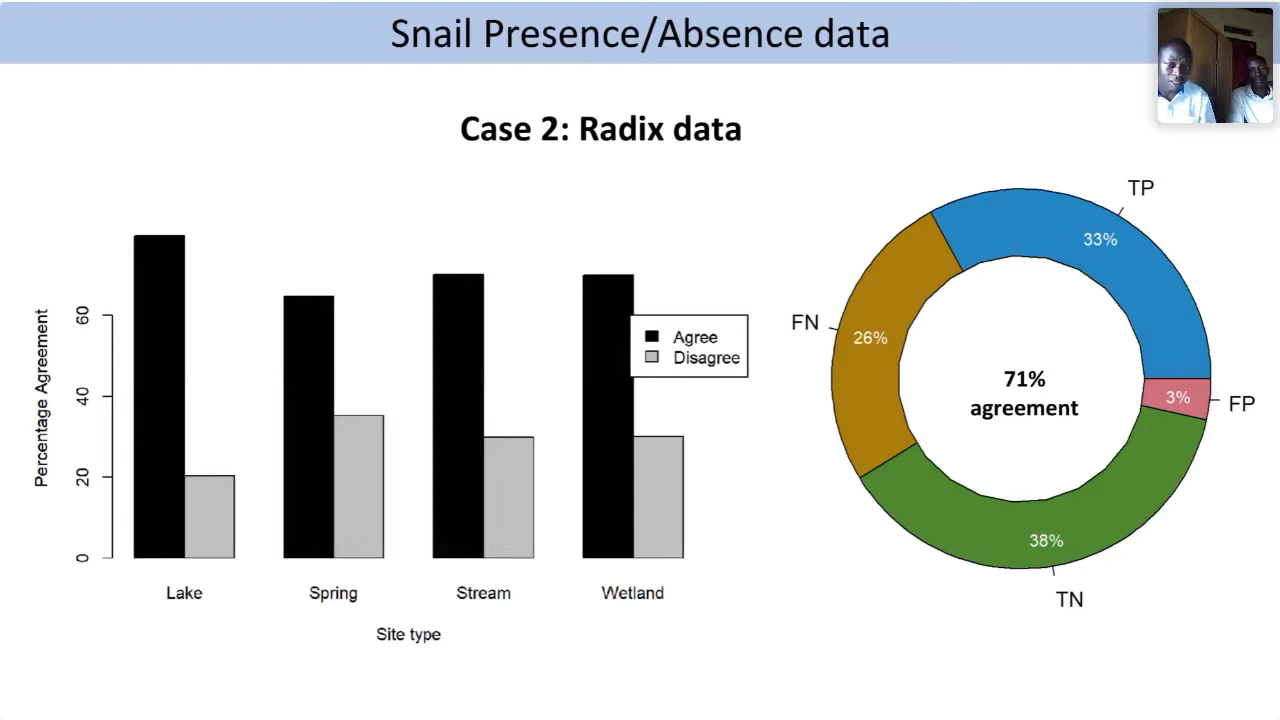 Snail Presence/Absence data
Case 2: Radix data
Percentage Agreement
60
40
20
0
Agree
Disagree
Lake
Spring
Stream
Wetland
Site type
TP
33%
FN
26%
71%
agreement
3%
FP
38%
TN